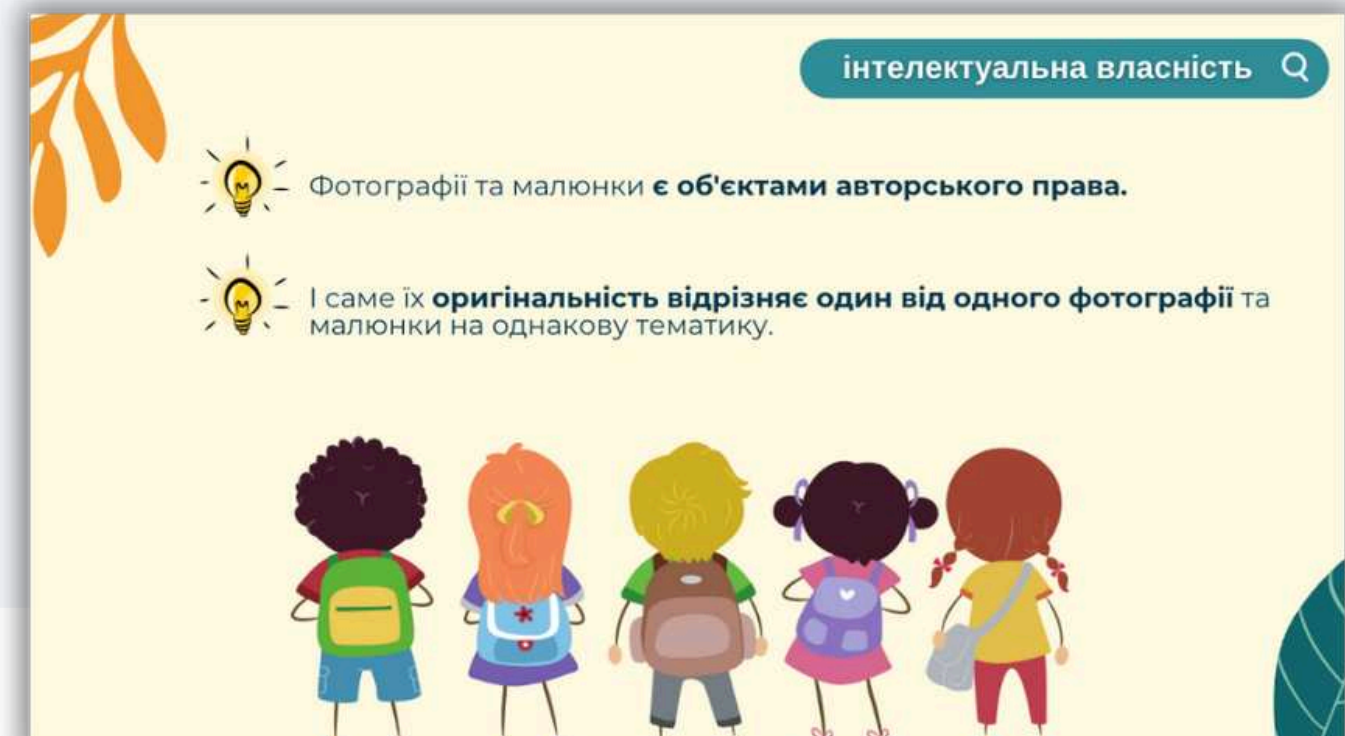 інтелектуальна власність
Фотографії та малюнки є об'єктами авторського права.
І саме їх оригінальність відрізняє один від одного фотографії та
малюнки на однакову тематику.